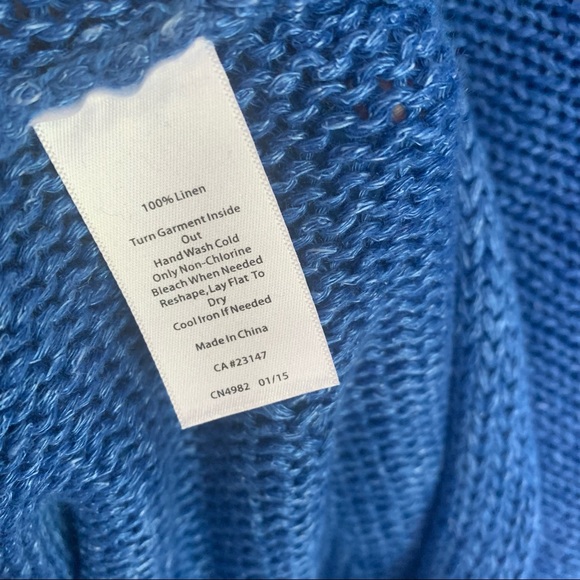 100% Linen
Turn Garment Inside
Out
Hand Wash Cold
Only Non-Chlorine
Bleach When Needed
Reshape,Lay Flat To
Dry
Cool Iron If Needed
Made In China
CA #23147
CN4982 01/15